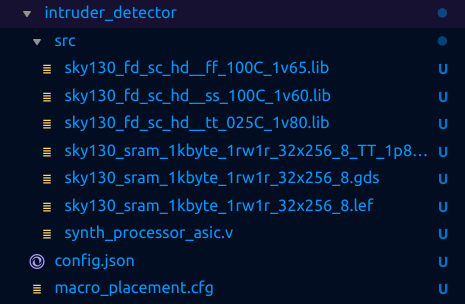 intruder_detector
src
sky130_fd_sc_hd__ff_100C_1v65.lib U
sky130_fd_sc_hd__ss_100C_1v60.lib U
sky130_fd_sc_hd__tt_025C_1v80.lib U
sky130_sram_1kbyte_1rw1r_32x256_8_TT_1p8... U
sky130_sram_1kbyte_1rw1r_32x256_8.gds U
sky130_sram_1kbyte_1rw1r_32x256_8.lef U
synth_processor_asic.v U
config.json U
macro_placement.cfg U